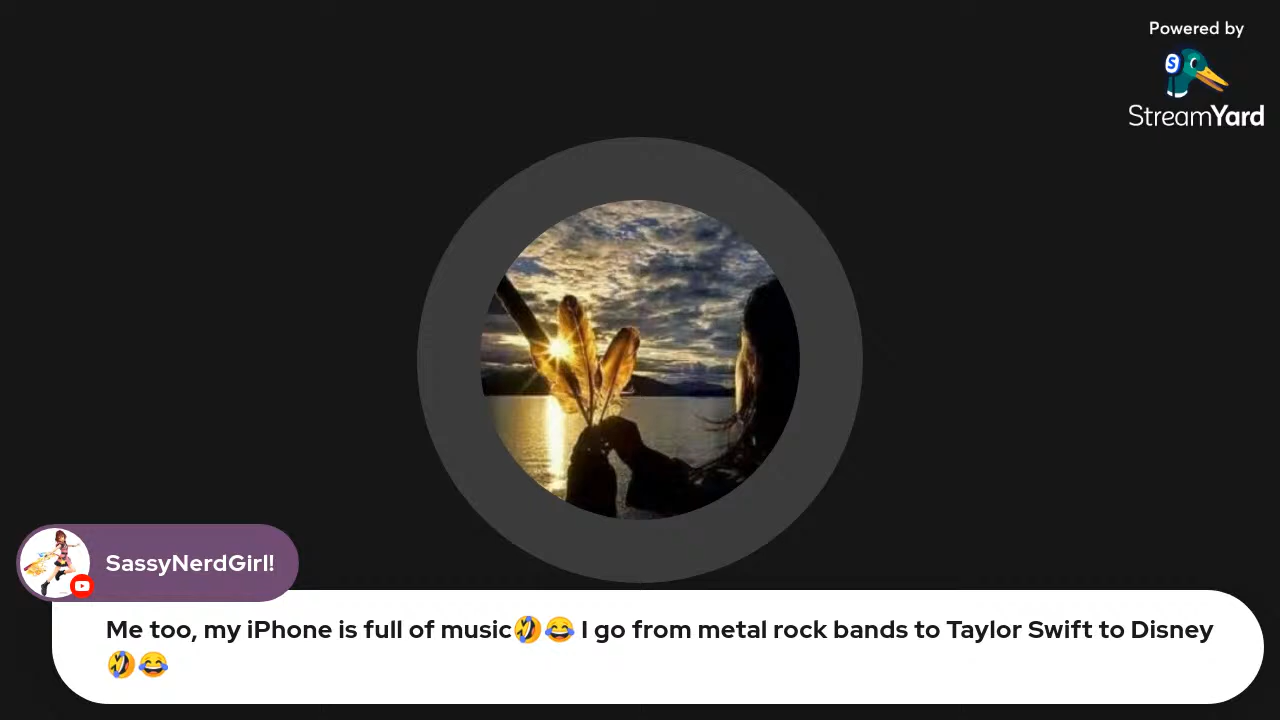 Powered by
S
StreamYard
SassyNerdGirl!
Me too, my iPhone is full of music🤣😂 I go from metal rock bands to Taylor Swift to Disney
🤣😂